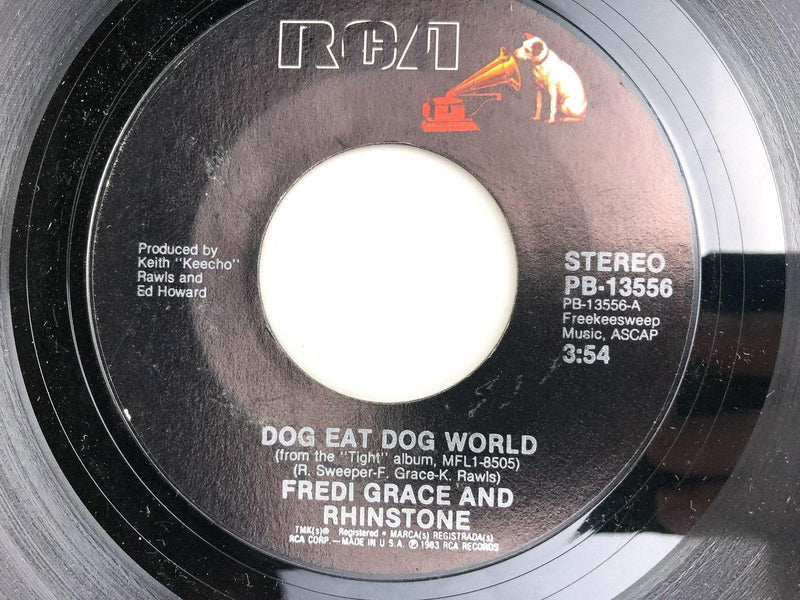 RCA
Produced by
Keith "Keecho"
Rawls and
Ed Howard
STEREO
PB-13556
PB-13556-A
Freekeesweep
Music, ASCAP
3:54
DOG EAT DOG WORLD
(from the "Tight" album, MFL1-8505)
(R. Sweeper-F. Grace-K. Rawls)
FREDI GRACE AND
RHINSTONE
TMK(s)® Registered • MARCA(s) REGISTRADA(s)
RCA CORP.—MADE IN U.S.A. ℗ 1983 RCA RECORDS